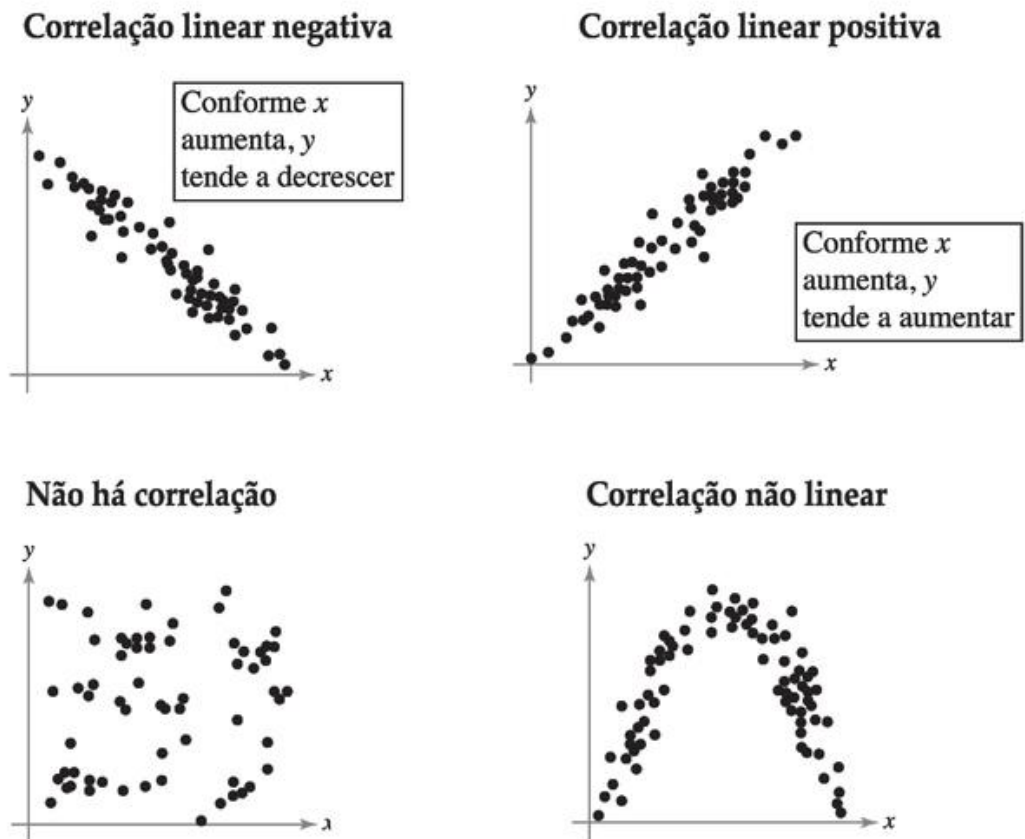 Correlação linear negativa
y
Conforme x
aumenta, y
tende a decrescer
x
Correlação linear positiva
y
Conforme x
aumenta, y
tende a aumentar
x
Não há correlação
y
Correlação não linear
y
x